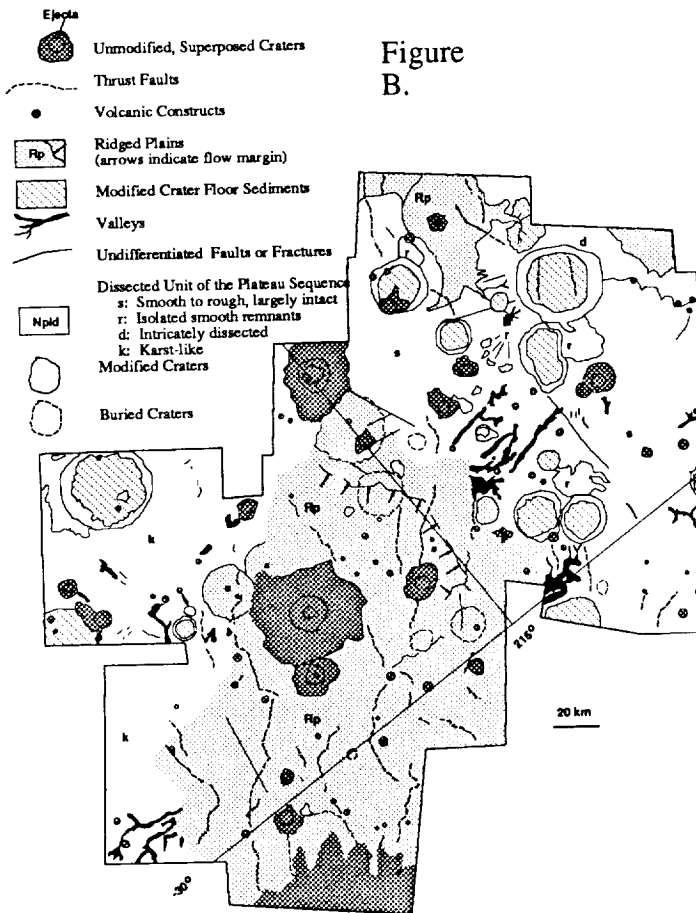 Ejecta
Unmodified, Superposed Craters
Figure
B.
Thrust Faults
Volcanic Constructs
Rp
Ridged Plains
(arrows indicate flow margin)
Modified Crater Floor Sediments
Valleys
Undifferentiated Faults or Fractures
Npld
Dissected Unit of the Plateau Sequence
s: Smooth to rough, largely intact
r: Isolated smooth remnants
d: Intricately dissected
k: Karst-like
Modified Craters
Buried Craters
Rp
d
r
r
r
s
s
r
Rp
k
216°
20 km
Rp
k
-30°